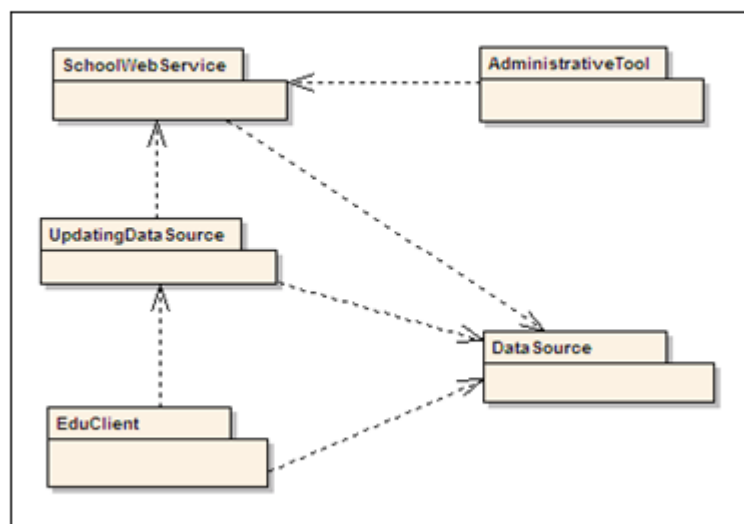 SchoolWebService
AdministrativeTool
UpdatingDataSource
DataSource
EduClient